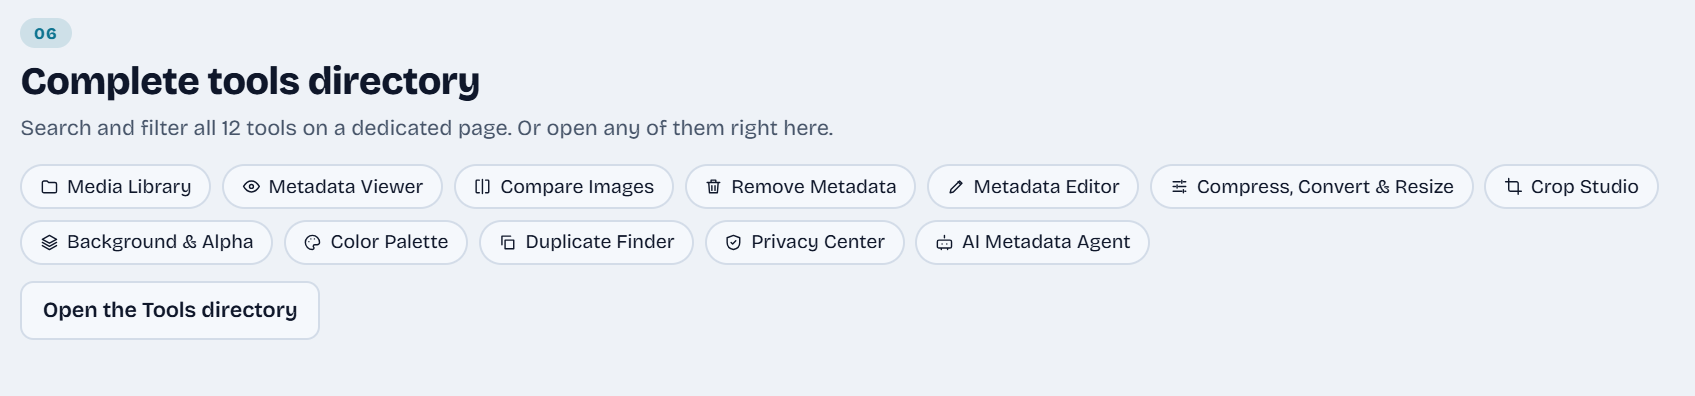 06
Complete tools directory
Search and filter all 12 tools on a dedicated page. Or open any of them right here.
Media Library Metadata Viewer Compare Images Remove Metadata Metadata Editor Compress, Convert & Resize Crop Studio
Background & Alpha Color Palette Duplicate Finder Privacy Center AI Metadata Agent
Open the Tools directory